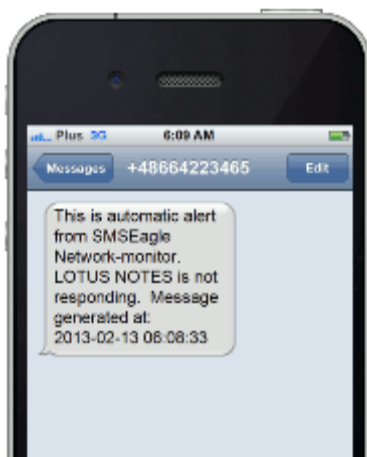 Plus 3G 6:09 AM
Messages +48664223465 Edit
This is automatic alert
from SMSEagle
Network-monitor.
LOTUS NOTES is not
responding. Message
generated at:
2013-02-13 06:08:33